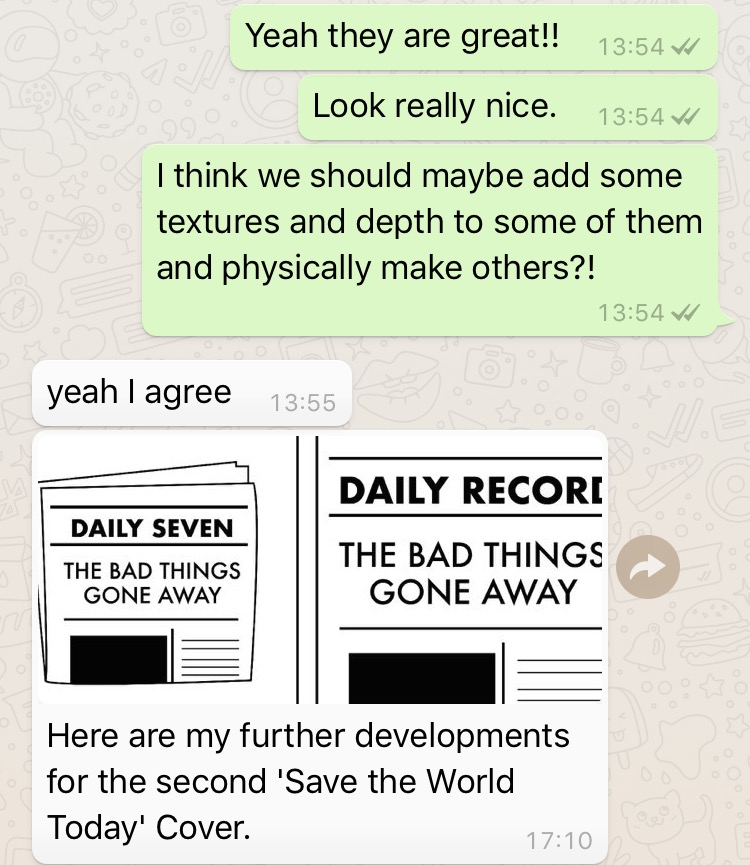 Yeah they are great!! 13:54
Look really nice. 13:54
I think we should maybe add some
textures and depth to some of them
and physically make others?!
13:54
yeah I agree 13:55
DAILY SEVEN
THE BAD THINGS
GONE AWAY
DAILY RECORD
THE BAD THINGS
GONE AWAY
Here are my further developments
for the second 'Save the World
Today' Cover.
17:10